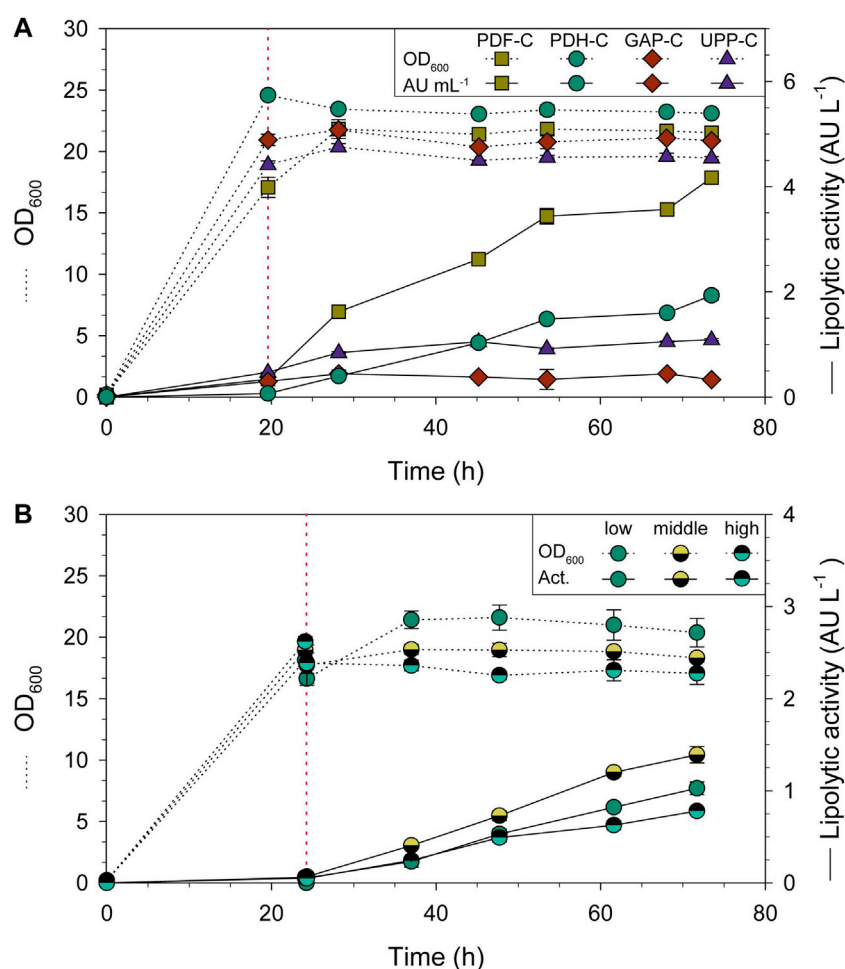 A
PDF-C PDH-C GAP-C UPP-C
OD600
AU mL-1
30
25
20
15
10
5
0
6
4
2
0
OD600
Lipolytic activity (AU L-1)
0 20 40 60 80
Time (h)
B
low middle high
OD600
Act.
30
25
20
15
10
5
0
4
3
2
1
0
OD600
Lipolytic activity (AU L-1)
0 20 40 60 80
Time (h)